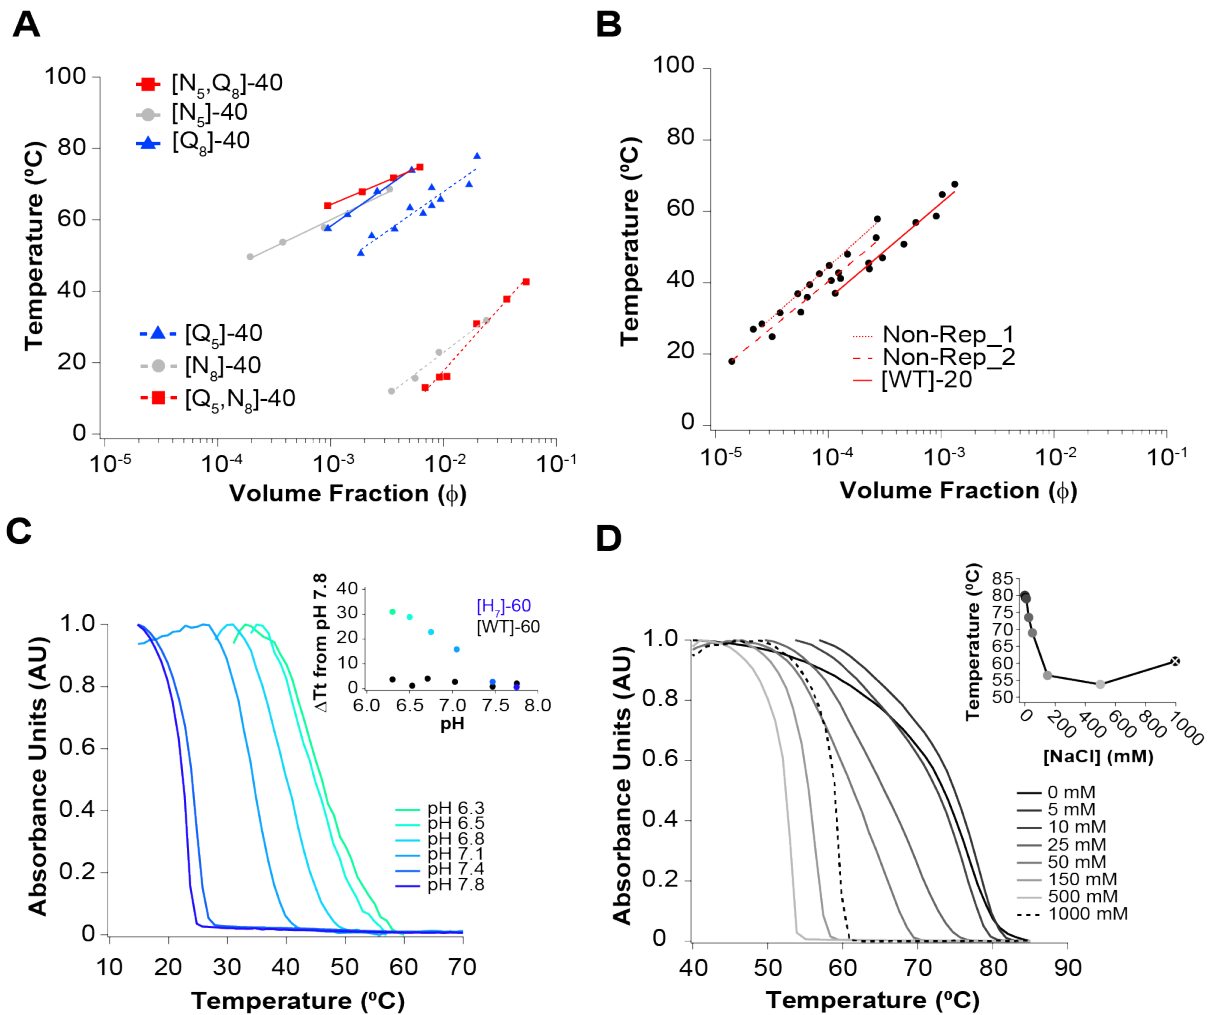 A
100
80
60
40
20
0
Temperature (ºC)
[N5,Q8]-40
[N5]-40
[Q8]-40
[Q5]-40
[N8]-40
[Q5,N8]-40
10-5 10-4 10-3 10-2 10-1
Volume Fraction (ϕ)
B
100
80
60
40
20
0
Temperature (ºC)
Non-Rep_1
Non-Rep_2
[WT]-20
10-5 10-4 10-3 10-2 10-1
Volume Fraction (ϕ)
C
1.0
0.8
0.6
0.4
0.2
0
Absorbance Units (AU)
ΔTt from pH 7.8
40
30
20
10
0
[H7]-60
[WT]-60
6.0 6.5 7.0 7.5 8.0
pH
pH 6.3
pH 6.5
pH 6.8
pH 7.1
pH 7.4
pH 7.8
10 20 30 40 50 60 70
Temperature (ºC)
D
1.0
0.8
0.6
0.4
0.2
0
Absorbance Units (AU)
Temperature (ºC)
85
80
75
70
65
60
55
50
0 200 400 600 800 1000
[NaCl] (mM)
0 mM
5 mM
10 mM
25 mM
50 mM
150 mM
500 mM
1000 mM
40 50 60 70 80 90
Temperature (ºC)